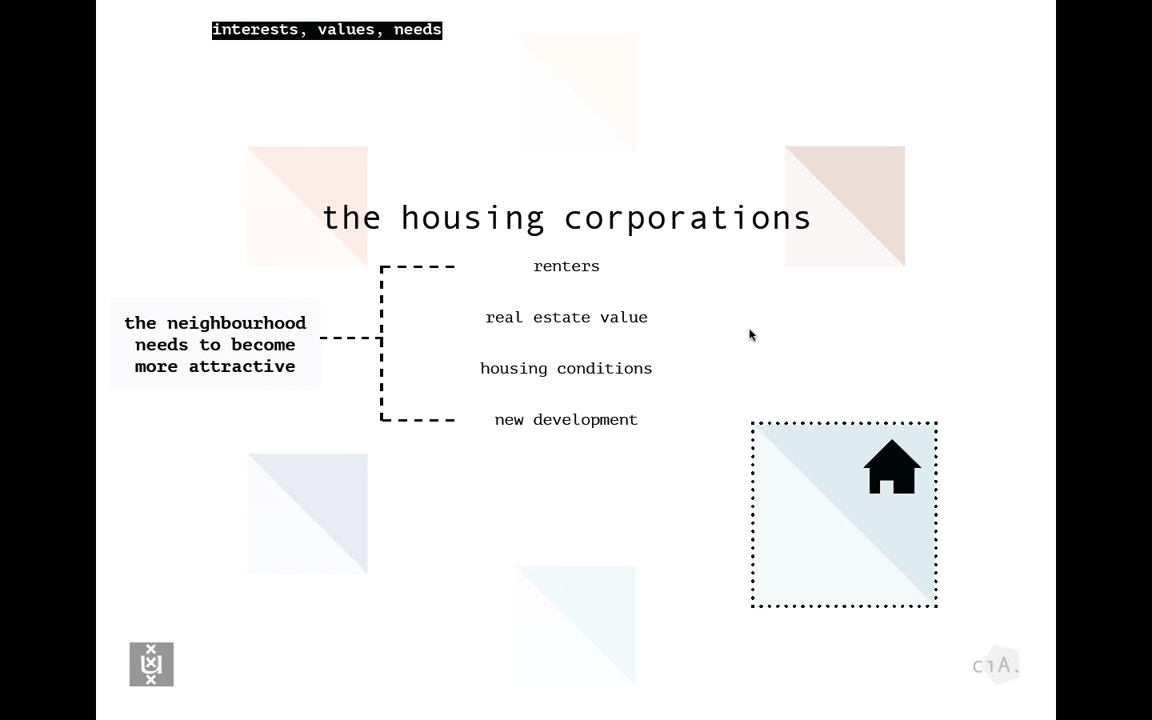 interests, values, needs
the housing corporations
renters
the neighbourhood
needs to become
more attractive
real estate value
housing conditions
new development
ciA.